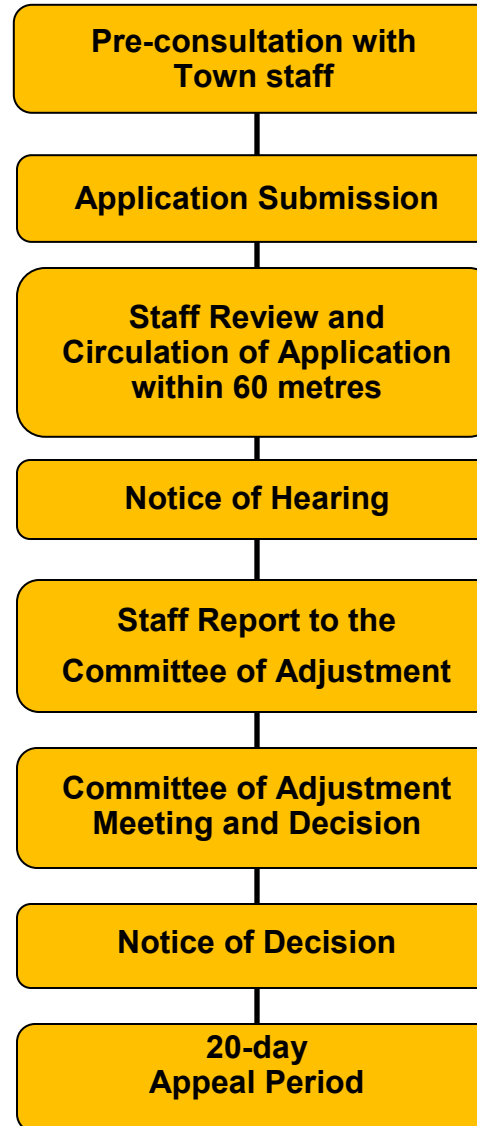 Pre-consultation with
Town staff
Application Submission
Staff Review and
Circulation of Application
within 60 metres
Notice of Hearing
Staff Report to the
Committee of Adjustment
Committee of Adjustment
Meeting and Decision
Notice of Decision
20-day
Appeal Period